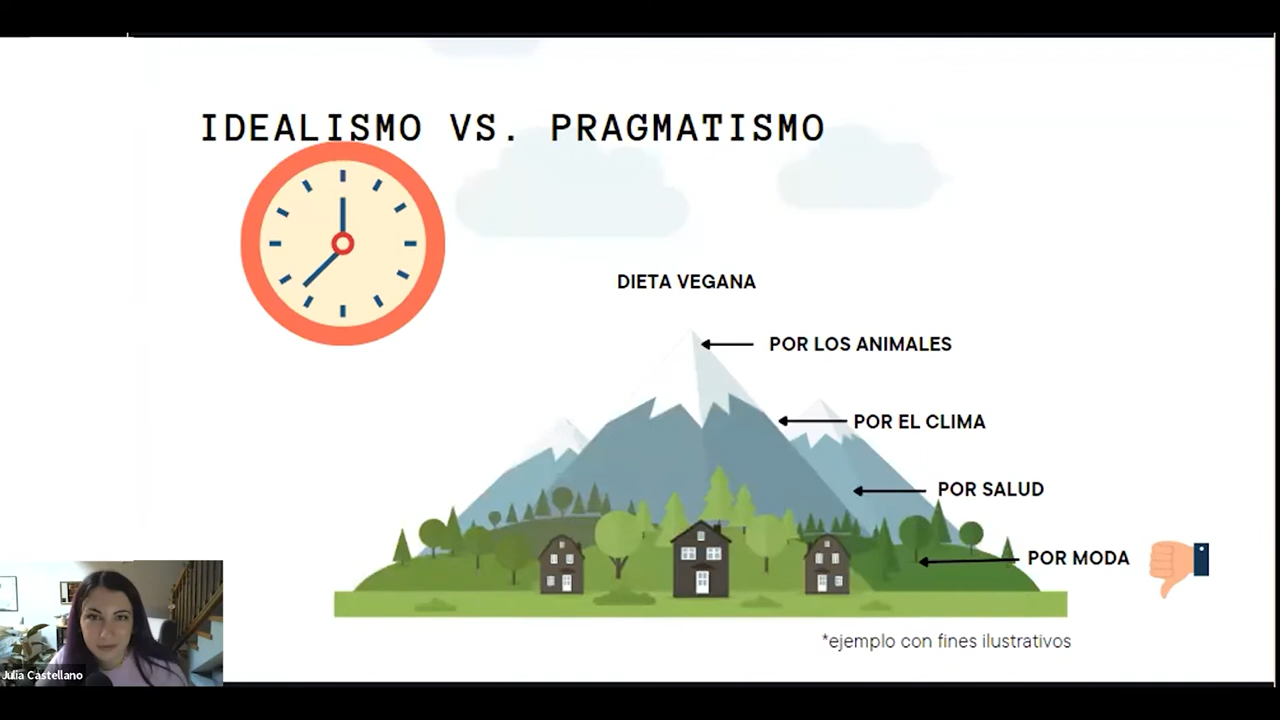 IDEALISMO VS. PRAGMATISMO
DIETA VEGANA
POR LOS ANIMALES
POR EL CLIMA
POR SALUD
POR MODA
*ejemplo con fines ilustrativos
Julia Castellano